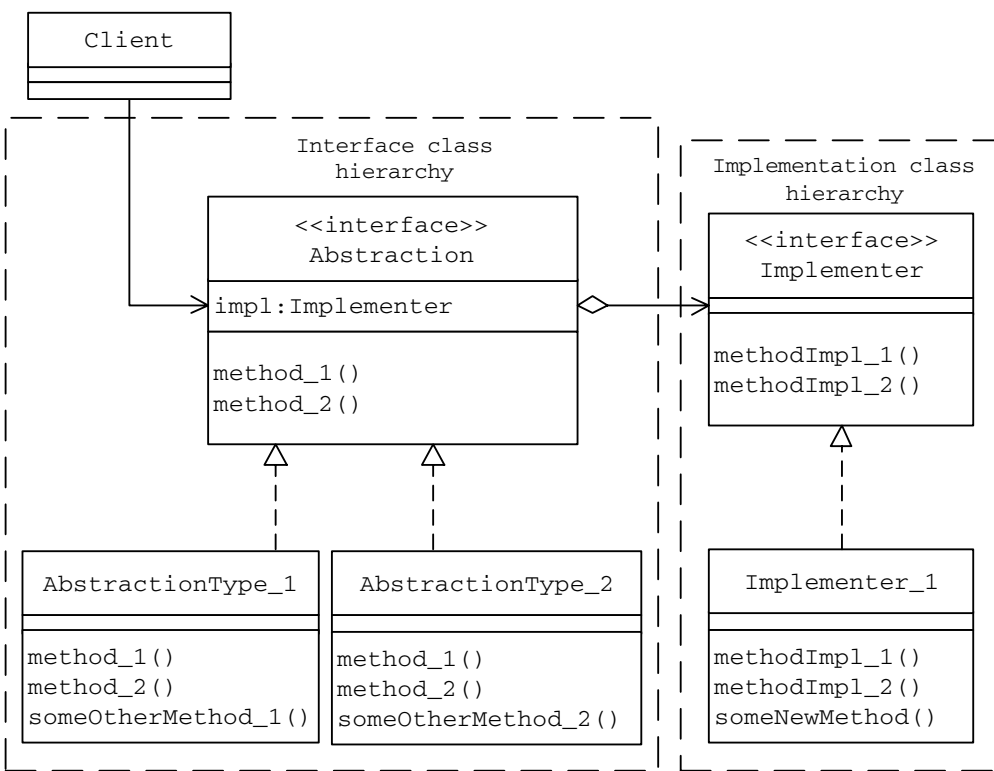 Client
Interface class
hierarchy
<<interface>>
Abstraction
impl:Implementer
method_1()
method_2()
Implementation class
hierarchy
<<interface>>
Implementer
methodImpl_1()
methodImpl_2()
AbstractionType_1
method_1()
method_2()
someOtherMethod_1()
AbstractionType_2
method_1()
method_2()
someOtherMethod_2()
Implementer_1
methodImpl_1()
methodImpl_2()
someNewMethod()